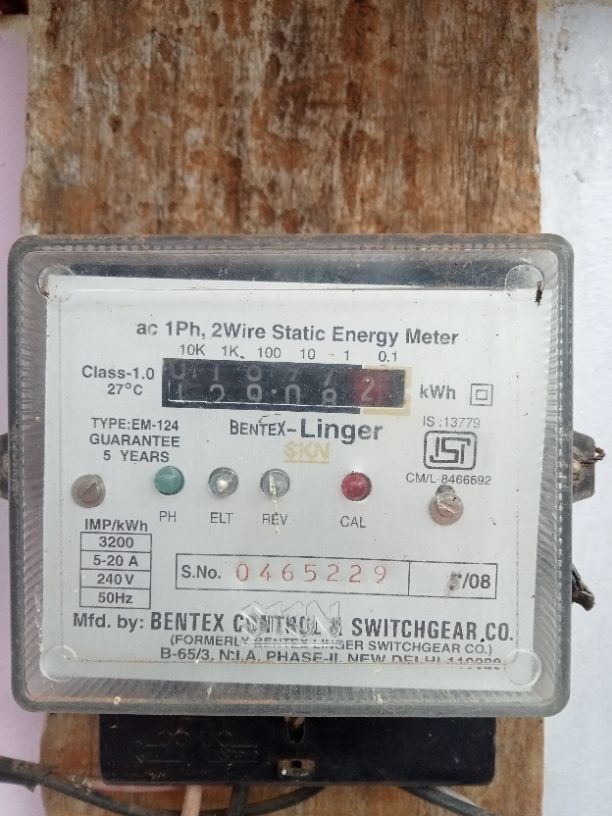 ac 1Ph, 2Wire Static Energy Meter
10K 1K 100 10 1 0.1
Class-1.0
27°C
2
kWh
TYPE:EM-124
GUARANTEE
5 YEARS
BENTEX-Linger
SKN
IS :13779
ISI
CM/L-8466692
PH ELT REV CAL
IMP/kWh
3200
5-20 A
240 V
50Hz
S.No. 0465229 /08
SKN
Mfd. by: BENTEX CONTROL & SWITCHGEAR CO.
(FORMERLY BENTEX LINGER SWITCHGEAR CO.)
B-65/3, N.I.A. PHASE-II, NEW DELHI